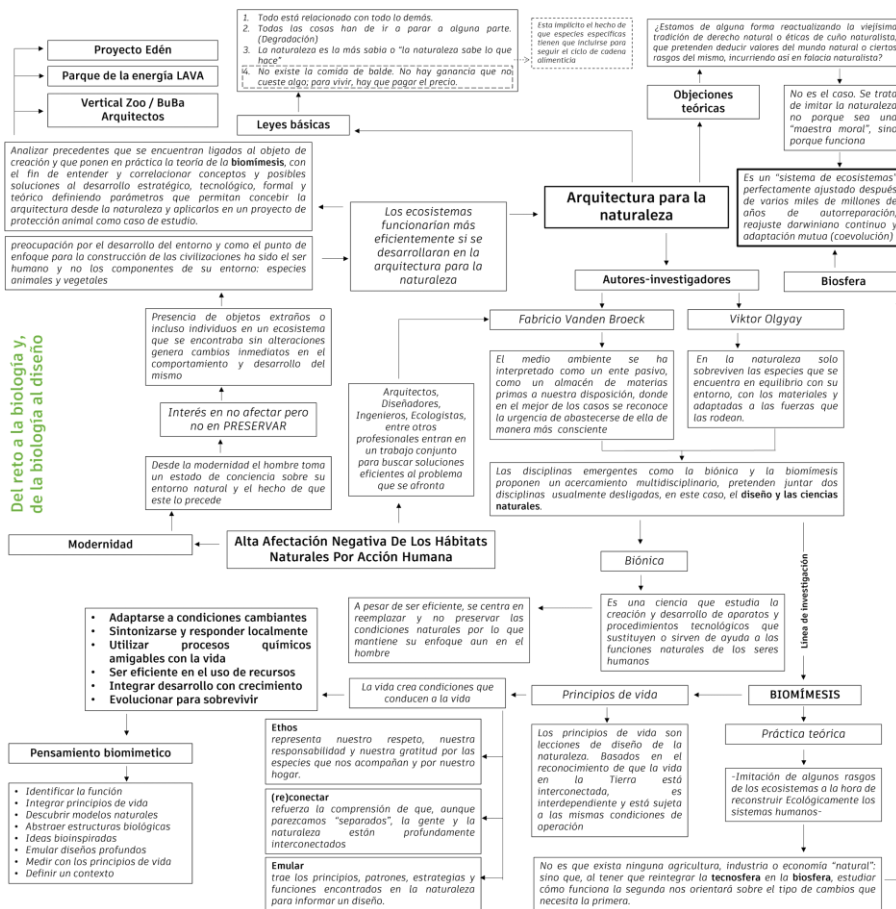 Del reto a la biología y,
de la biología al diseño
Proyecto Edén
Parque de la energía LAVA
Vertical Zoo / BuBa
Arquitectos
1. Todo está relacionado con todo lo demás.
2. Todas las cosas han de ir a parar a alguna parte.
(Degradación)
3. La naturaleza es la más sabia o "la naturaleza sabe lo que
hace"
4. No existe la comida de balde. No hay ganancia que no
cueste algo; para vivir, hay que pagar el precio.
Esta implícito el hecho de
que especies específicas
tienen que incluirse para
seguir el ciclo de cadena
alimenticia
¿Estamos de alguna forma reactualizando la viejísima
tradición de derecho natural o éticas de cuño naturalista,
que pretenden deducir valores del mundo natural o ciertos
rasgos del mismo, incurriendo así en falacia naturalista?
Leyes básicas
Objeciones
teóricas
No es el caso. Se trata
de imitar la naturaleza
no porque sea una
"maestra moral", sino
porque funciona
Analizar precedentes que se encuentran ligados al objeto de
creación y que ponen en práctica la teoría de la biomímesis, con
el fin de entender y correlacionar conceptos y posibles
soluciones al desarrollo estratégico, tecnológico, formal y
teórico definiendo parámetros que permitan concebir la
arquitectura desde la naturaleza y aplicarlos en un proyecto de
protección animal como caso de estudio.
Es un "sistema de ecosistemas"
perfectamente ajustado después
de varios miles de millones de
años de autorreparación,
reajuste darwiniano continuo y
adaptación mutua (coevolución)
Arquitectura para la
naturaleza
Los ecosistemas
funcionarían más
eficientemente si se
desarrollaran en la
arquitectura para la
naturaleza
preocupación por el desarrollo del entorno y como el punto de
enfoque para la construcción de las civilizaciones ha sido el ser
humano y no los componentes de su entorno: especies
animales y vegetales
Autores-investigadores
Biosfera
Presencia de objetos extraños o
incluso individuos en un ecosistema
que se encontraba sin alteraciones
genera cambios inmediatos en el
comportamiento y desarrollo del
mismo
Fabricio Vanden Broeck
Viktor Olgyay
El medio ambiente se ha
interpretado como un ente pasivo,
como un almacén de materias
primas a nuestra disposición, donde
en el mejor de los casos se reconoce
la urgencia de abastecerse de ella de
manera más consciente
En la naturaleza solo
sobreviven las especies que se
encuentra en equilibrio con su
entorno, con los materiales y
adaptadas a las fuerzas que
las rodean.
Arquitectos,
Diseñadores,
Ingenieros, Ecologistas,
entre otros
profesionales entran en
un trabajo conjunto
para buscar soluciones
eficientes al problema
que se afronta
Interés en no afectar pero
no en PRESERVAR
Desde la modernidad el hombre toma
un estado de conciencia sobre su
entorno natural y el hecho de que
este lo precede
Las disciplinas emergentes como la biónica y la biomímesis
proponen un acercamiento multidisciplinario, pretenden juntar dos
disciplinas usualmente desligadas, en este caso, el diseño y las ciencias
naturales.
Modernidad
Alta Afectación Negativa De Los Hábitats
Naturales Por Acción Humana
Biónica
Línea de investigación
Es una ciencia que estudia la
creación y desarrollo de aparatos y
procedimientos tecnológicos que
sustituyen o sirven de ayuda a las
funciones naturales de los seres
humanos
A pesar de ser eficiente, se centra en
reemplazar y no preservar las
condiciones naturales por lo que
mantiene su enfoque aun en el
hombre
• Adaptarse a condiciones cambiantes
• Sintonizarse y responder localmente
• Utilizar procesos químicos
amigables con la vida
• Ser eficiente en el uso de recursos
• Integrar desarrollo con crecimiento
• Evolucionar para sobrevivir
La vida crea condiciones que
conducen a la vida
Principios de vida
BIOMÍMESIS
Ethos
representa nuestro respeto, nuestra
responsabilidad y nuestra gratitud por las
especies que nos acompañan y por nuestro
hogar.
Los principios de vida son
lecciones de diseño de la
naturaleza. Basados en el
reconocimiento de que la vida
en la Tierra está
interconectada, es
interdependiente y está sujeta
a las mismas condiciones de
operación
Práctica teórica
Pensamiento biomimetico
-Imitación de algunos rasgos
de los ecosistemas a la hora de
reconstruir Ecológicamente los
sistemas humanos-
• Identificar la función
• Integrar principios de vida
• Descubrir modelos naturales
• Abstraer estructuras biológicas
• Ideas bioinspiradas
• Emular diseños profundos
• Medir con los principios de vida
• Definir un contexto
(re)conectar
refuerza la comprensión de que, aunque
parezcamos "separados", la gente y la
naturaleza están profundamente
interconectados
Emular
trae los principios, patrones, estrategias y
funciones encontrados en la naturaleza
para informar un diseño.
No es que exista ninguna agricultura, industria o economía "natural":
sino que, al tener que reintegrar la tecnosfera en la biosfera, estudiar
cómo funciona la segunda nos orientará sobre el tipo de cambios que
necesita la primera.